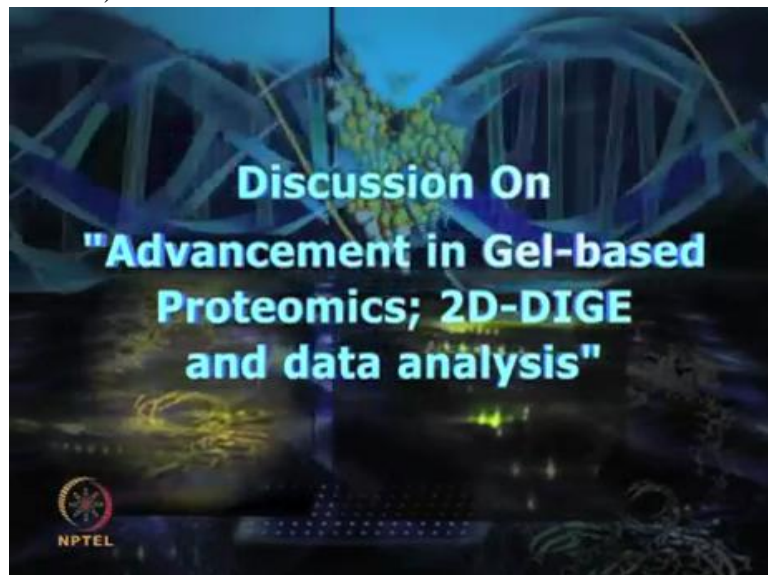 Discussion On
"Advancement in Gel-based
Proteomics; 2D-DIGE
and data analysis"
NPTEL